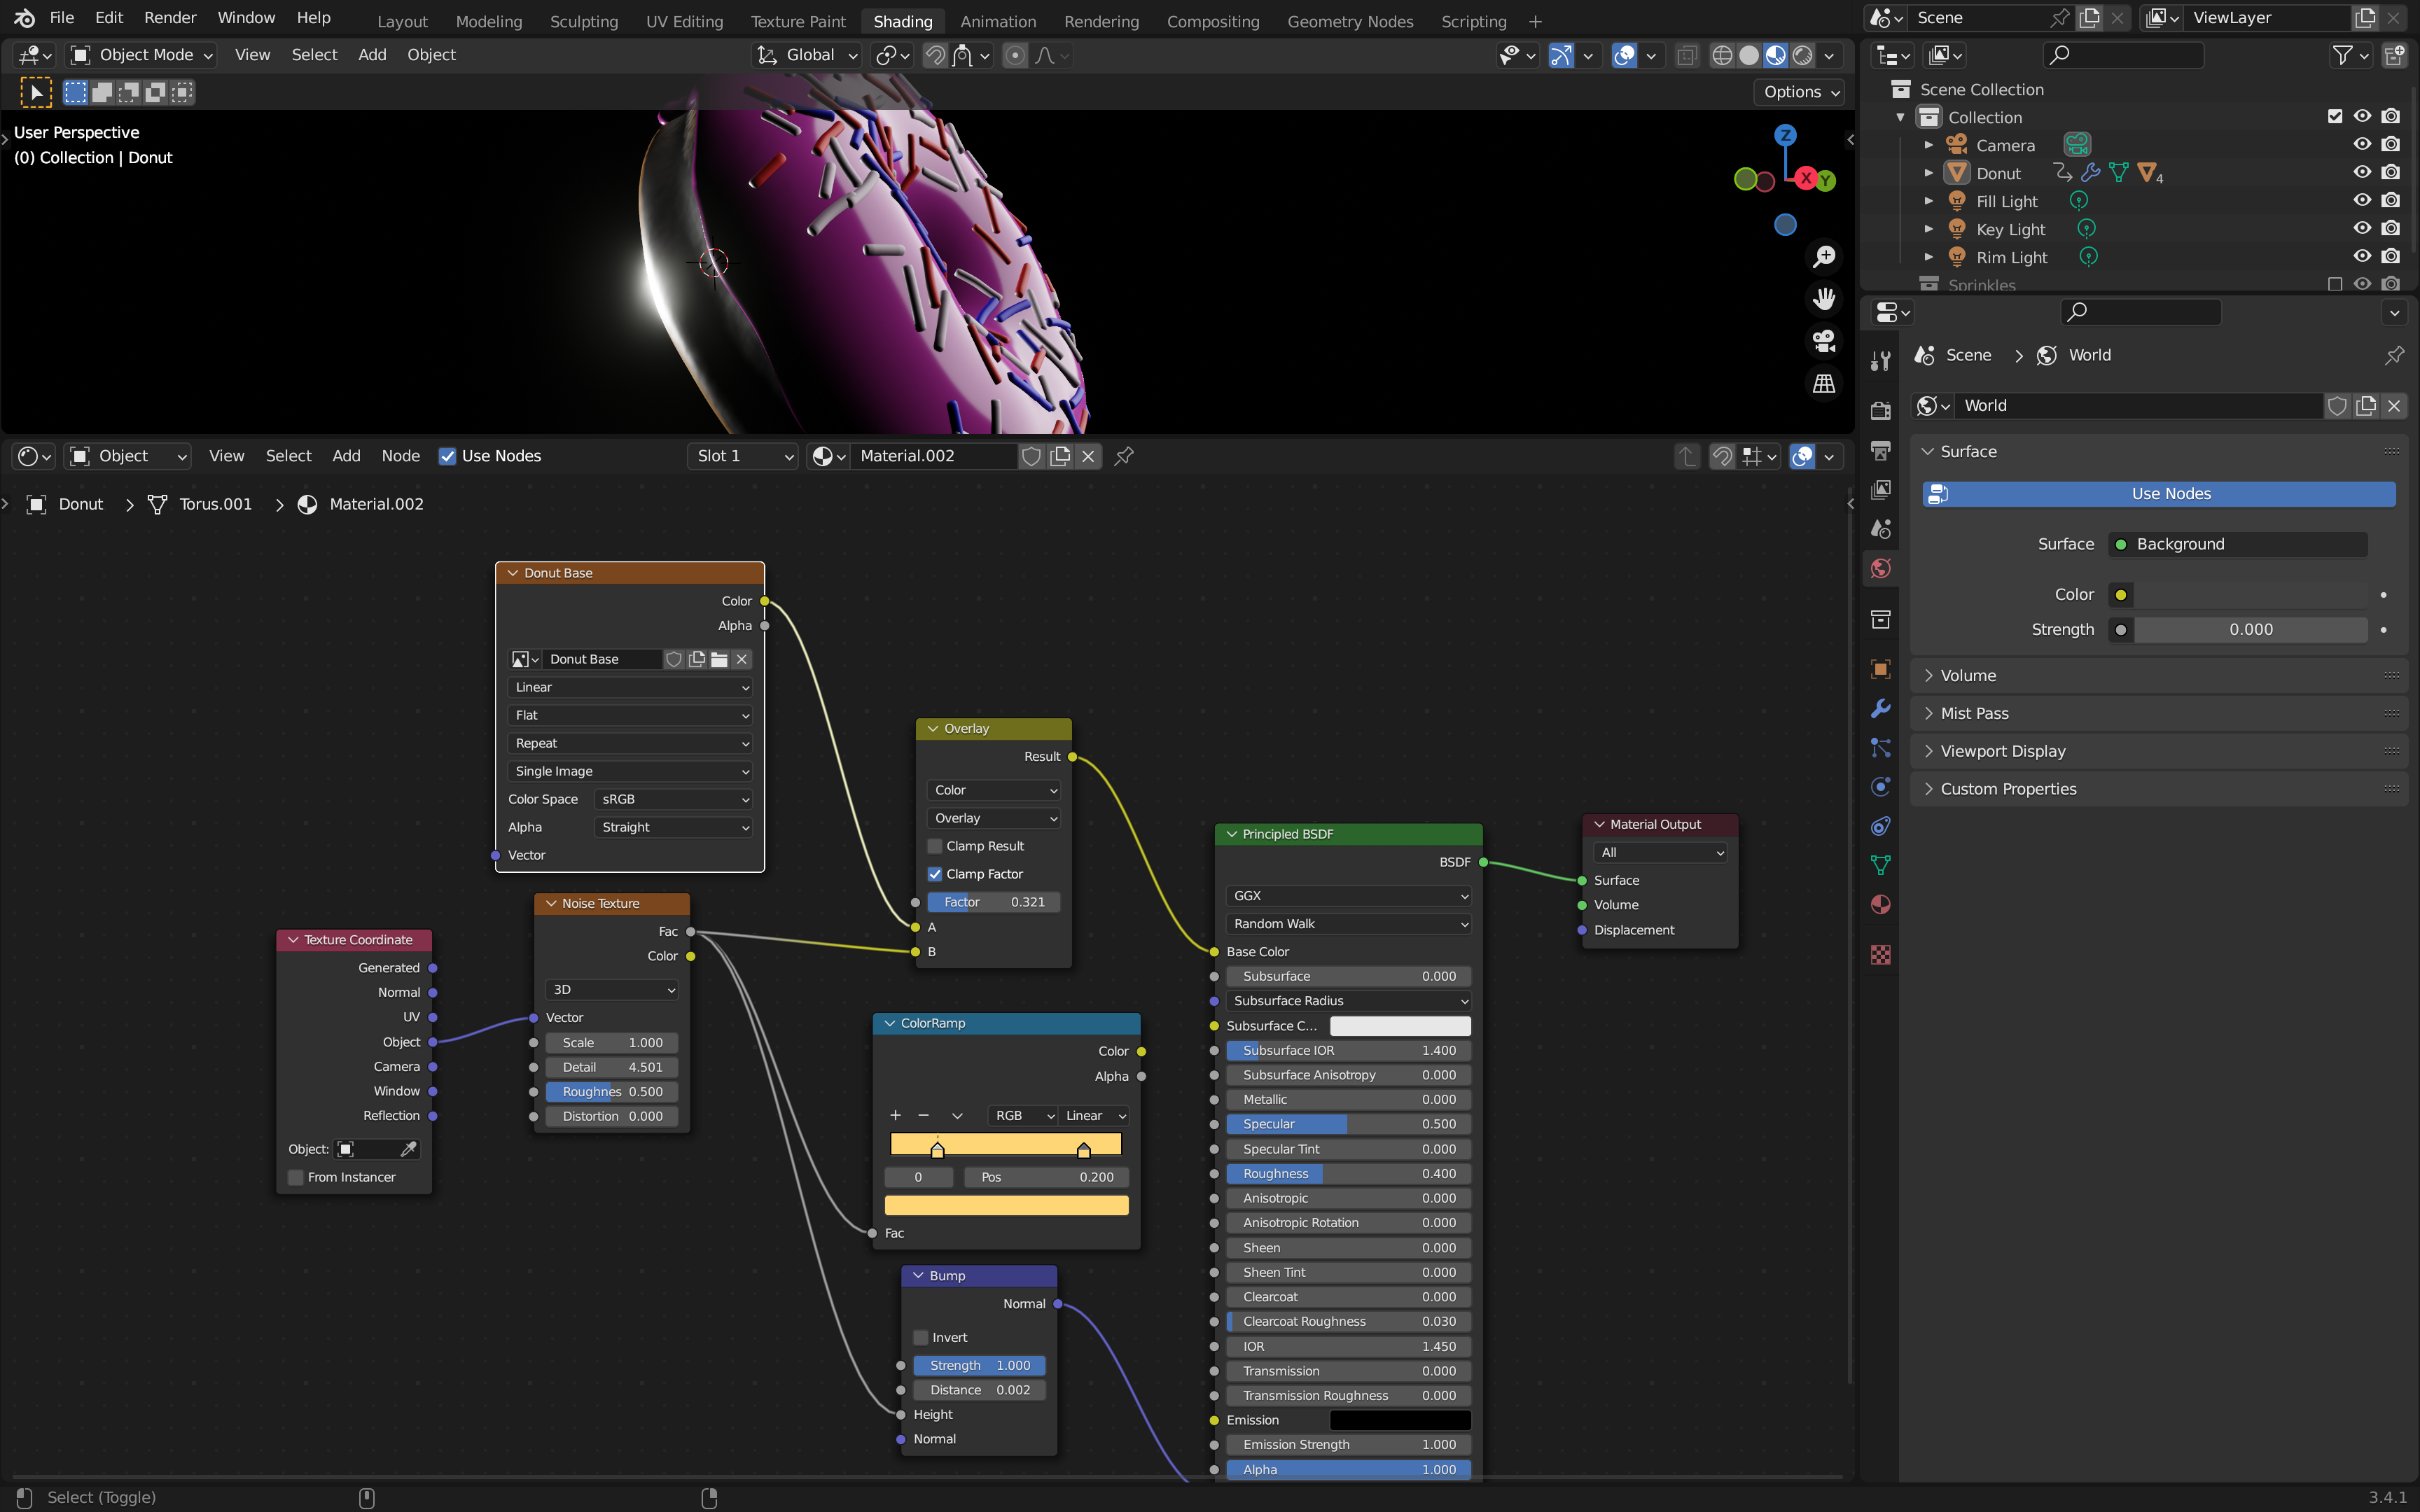 File Edit Render Window Help Layout Modeling Sculpting UV Editing Texture Paint Shading Animation Rendering Compositing Geometry Nodes Scripting + Scene ViewLayer
Object Mode View Select Add Object Global
Options
User Perspective
(0) Collection | Donut
Z
X Y
Scene Collection
Collection
Camera
Donut 4
Fill Light
Key Light
Rim Light
Sprinkles
Scene > World
World
Surface
Use Nodes
Surface Background
Color
Strength 0.000
Volume
Mist Pass
Viewport Display
Custom Properties
Object View Select Add Node Use Nodes Slot 1 Material.002
Donut > Torus.001 > Material.002
Donut Base
Color
Alpha
Donut Base
Linear
Flat
Repeat
Single Image
Color Space sRGB
Alpha Straight
Vector
Texture Coordinate
Generated
Normal
UV
Object
Camera
Window
Reflection
Object:
From Instancer
Noise Texture
Fac
Color
3D
Vector
Scale 1.000
Detail 4.501
Roughnes 0.500
Distortion 0.000
Overlay
Result
Color
Overlay
Clamp Result
Clamp Factor
Factor 0.321
A
B
ColorRamp
Color
Alpha
+ − RGB Linear
0 Pos 0.200
Fac
Bump
Normal
Invert
Strength 1.000
Distance 0.002
Height
Normal
Principled BSDF
BSDF
GGX
Random Walk
Base Color
Subsurface 0.000
Subsurface Radius
Subsurface C...
Subsurface IOR 1.400
Subsurface Anisotropy 0.000
Metallic 0.000
Specular 0.500
Specular Tint 0.000
Roughness 0.400
Anisotropic 0.000
Anisotropic Rotation 0.000
Sheen 0.000
Sheen Tint 0.000
Clearcoat 0.000
Clearcoat Roughness 0.030
IOR 1.450
Transmission 0.000
Transmission Roughness 0.000
Emission
Emission Strength 1.000
Alpha 1.000
Material Output
All
Surface
Volume
Displacement
Select (Toggle)
3.4.1